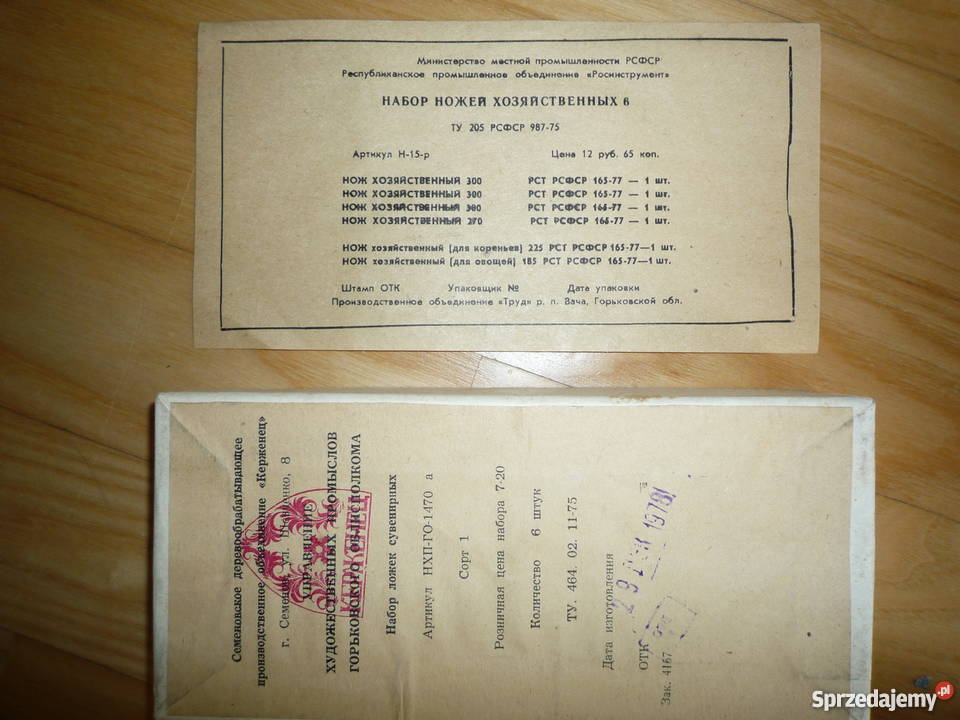 Министерство местной промышленности РСФСР
Республиканское промышленное объединение «Росинструмент»
НАБОР НОЖЕЙ ХОЗЯЙСТВЕННЫХ 6
ТУ 205 РСФСР 987-75
Артикул Н-15-р Цена 12 руб. 65 коп.
НОЖ ХОЗЯЙСТВЕННЫЙ 300 РСТ РСФСР 165-77 — 1 шт.
НОЖ ХОЗЯЙСТВЕННЫЙ 300 РСТ РСФСР 165-77 — 1 шт.
НОЖ ХОЗЯЙСТВЕННЫЙ 300 РСТ РСФСР 165-77 — 1 шт.
НОЖ ХОЗЯЙСТВЕННЫЙ 270 РСТ РСФСР 165-77 — 1 шт.
НОЖ хозяйственный (для кореньев) 225 РСТ РСФСР 165-77—1 шт.
НОЖ хозяйственный (для овощей) 185 РСТ РСФСР 165-77—1 шт.
Штамп ОТК Упаковщик № Дата упаковки
Производственное объединение «Труд» р. п. Вача, Горьковской обл.
Семеновское деревообрабатывающее
производственное объединение «Керженец»
г. Семенов, ул. Шевченко, 8
УПРАВЛЕНИЕ
ХУДОЖЕСТВЕННЫХ ПРОМЫСЛОВ
ГОРЬКОВСКОГО ОБЛИСПОЛКОМА
КЕРЖЕНЕЦ
Набор ложек сувенирных
Артикул НХП-ГО-1470 а
Сорт 1
Розничная цена набора 7-20
Количество 6 штук
ТУ. 464. 02. 11-75
Дата изготовления
ОТК
Зак. 4167
Sprzedajemy.pl